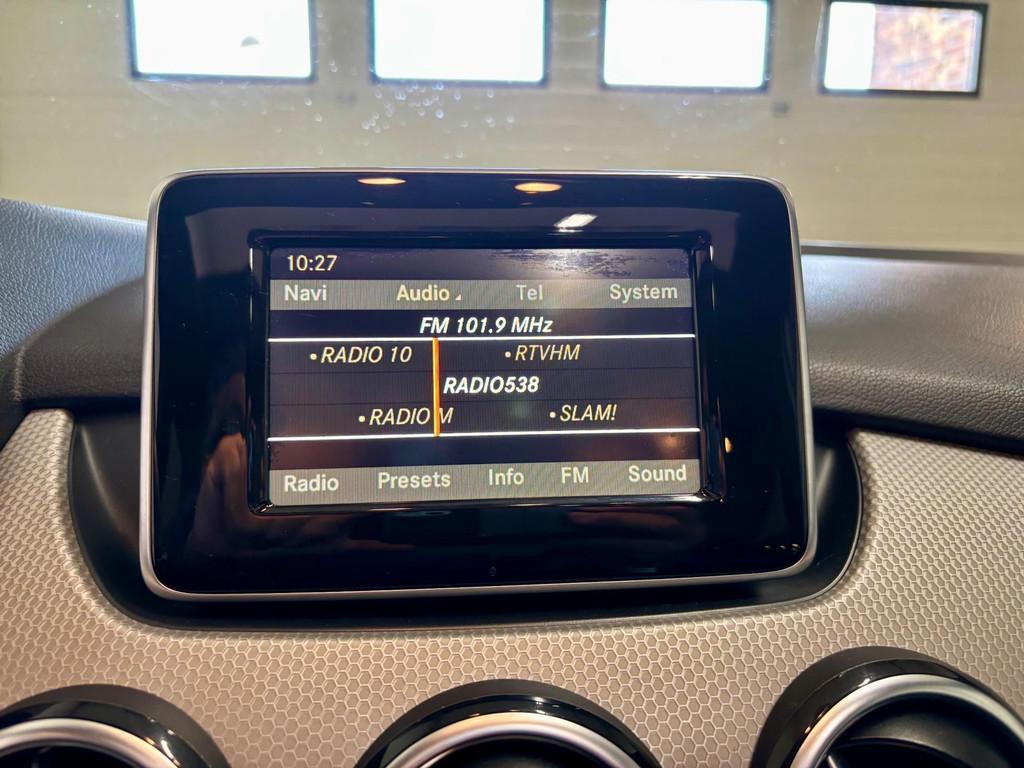 10:27
Navi Audio Tel System
FM 101.9 MHz
•RADIO 10 •RTVHM
RADIO538
•RADIO M •SLAM!
Radio Presets Info FM Sound